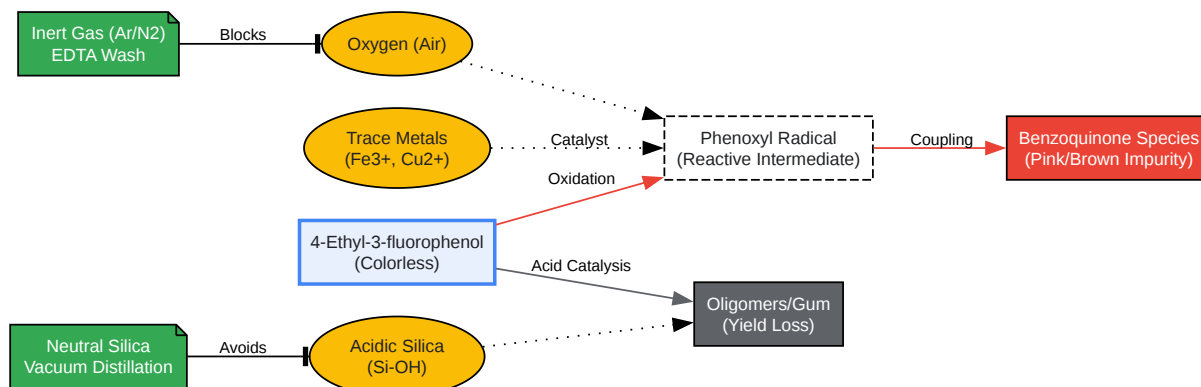 Inert Gas (Ar/N2)
EDTA Wash
Blocks
Oxygen (Air)
Trace Metals
(Fe3+, Cu2+)
Catalyst
Phenoxyl Radical
(Reactive Intermediate)
Coupling
Benzoquinone Species
(Pink/Brown Impurity)
Oxidation
4-Ethyl-3-fluorophenol
(Colorless)
Acid Catalysis
Oligomers/Gum
(Yield Loss)
Neutral Silica
Vacuum Distillation
Avoids
Acidic Silica
(Si-OH)